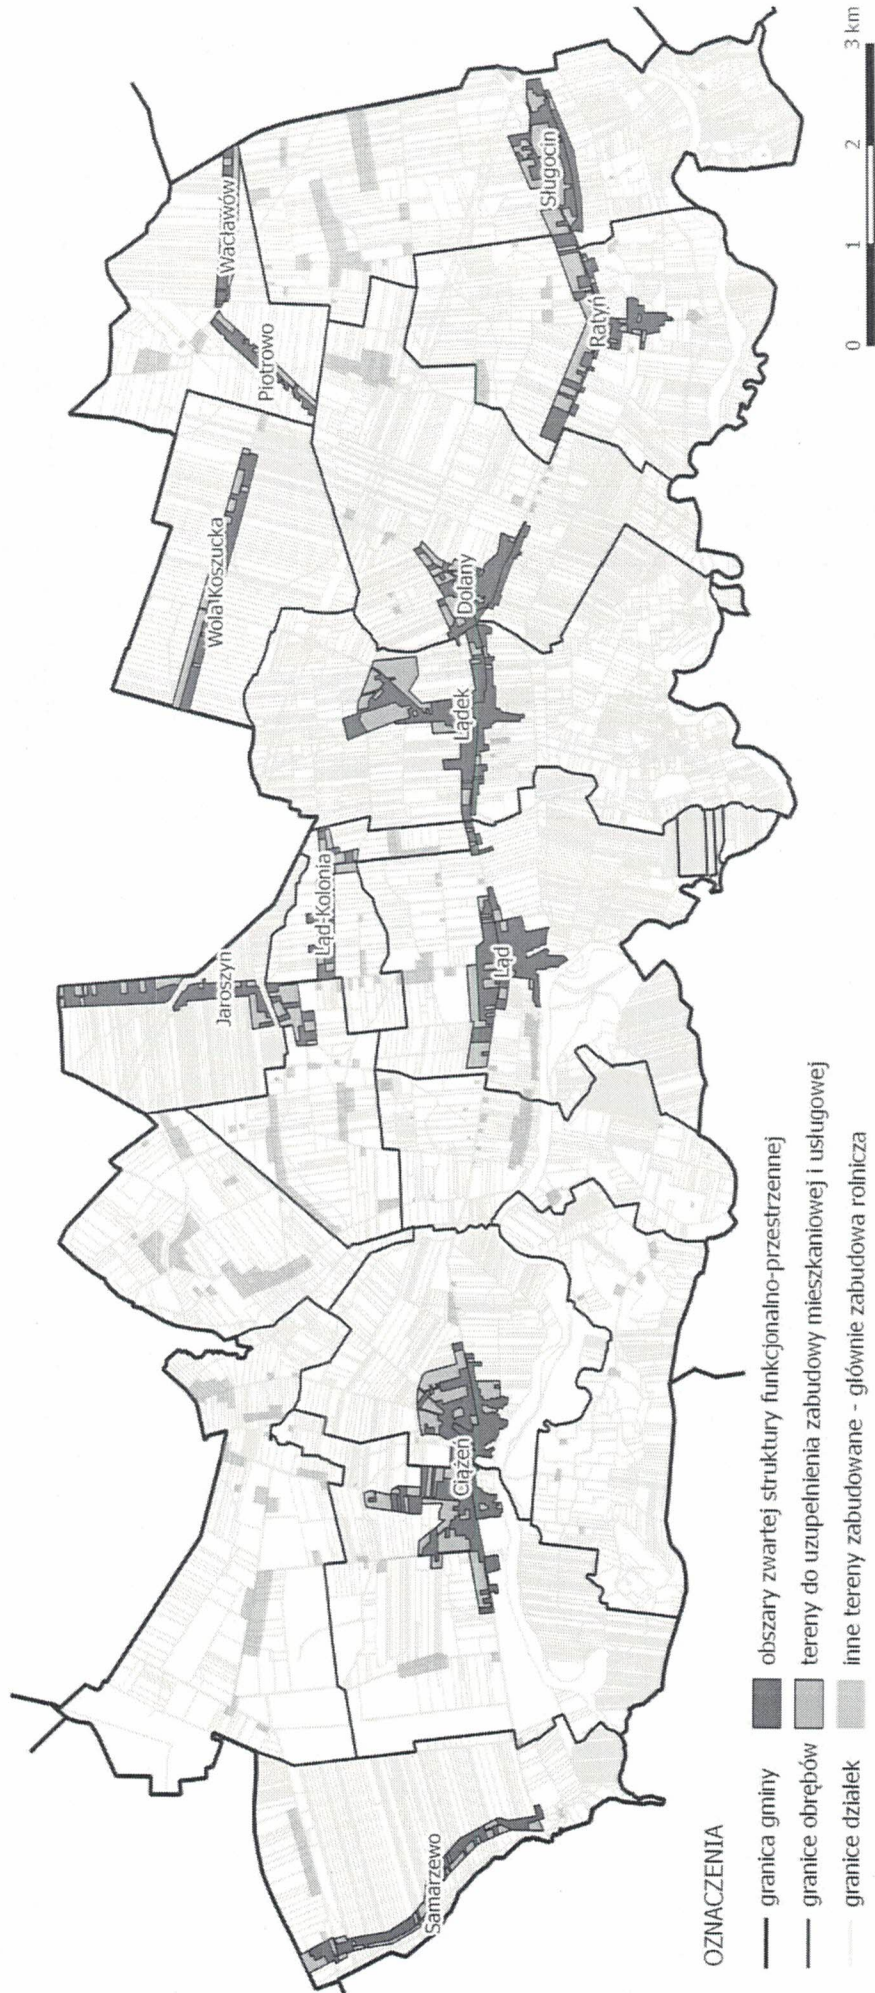 Wacławów
Piotrowo
Wola Koszucka
Sługocin
Ratyń
Dolany
Lądek
Ląd-Kolonia
Jaroszyn
Ląd
Ciążeń
Samarzewo
0 1 2 3 km
OZNACZENIA
granica gminy
granice obrębów
granice działek
obszary zwartej struktury funkcjonalno-przestrzennej
tereny do uzupełnienia zabudowy mieszkaniowej i usługowej
inne tereny zabudowane - głównie zabudowa rolnicza